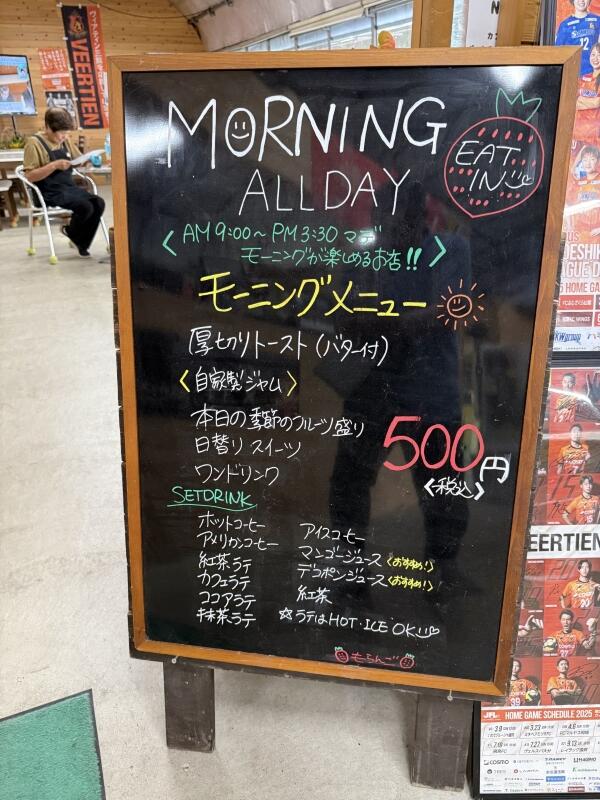 MORNING
ALL DAY
EAT
IN
AM 9:00〜PM 3:30 マデ
モーニングが楽しめるお店!!
モーニングメニュー
厚切りトースト(バター付)
〈自家製ジャム〉
本日の季節のフルーツ盛り
日替り スイーツ
ワンドリンク
500円
〈税込〉
SETDRINK
ホットコーヒー
アメリカンコーヒー
紅茶ラテ
カフェラテ
ココアラテ
抹茶ラテ
アイスコーヒー
マンゴージュース〈おすすめ!〉
デコポンジュース〈おすすめ!〉
紅茶
☆ラテはHOT・ICE OK
もらんご
VEERTIEN
EERTIEN
JFL HOME GAME SCHEDULE 2025
COSMO